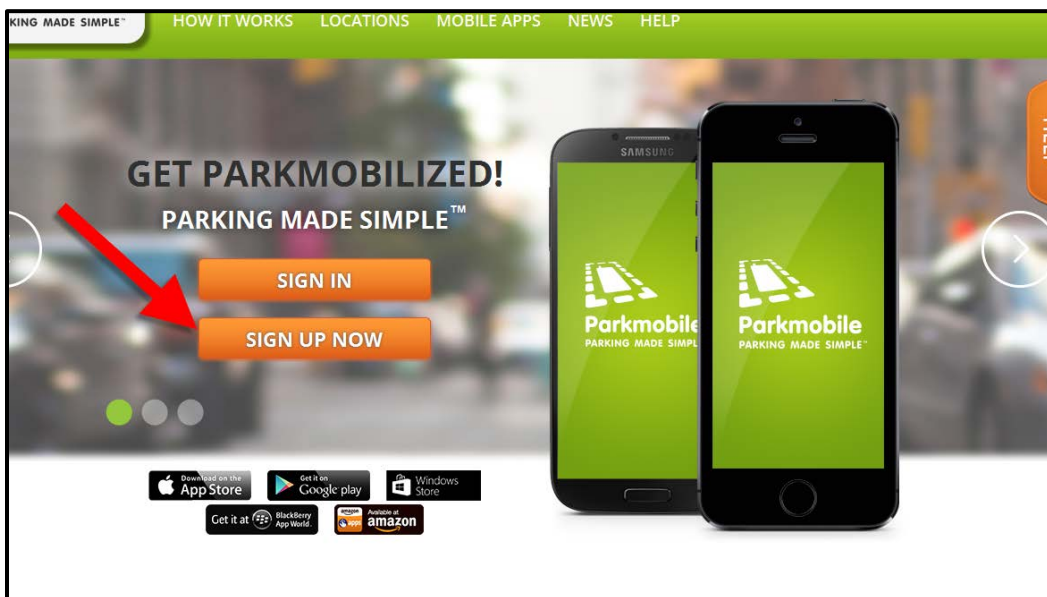 KING MADE SIMPLE™
HOW IT WORKS LOCATIONS MOBILE APPS NEWS HELP
GET PARKMOBILIZED!
PARKING MADE SIMPLE™
SIGN IN
SIGN UP NOW
SAMSUNG
Parkmobile
PARKING MADE SIMPL
Parkmobile
PARKING MADE SIMPLE™
Download on the
App Store
Get it on
Google play
Windows
Store
Get it at BlackBerry
App World.
amazon
apps
Available at
amazon